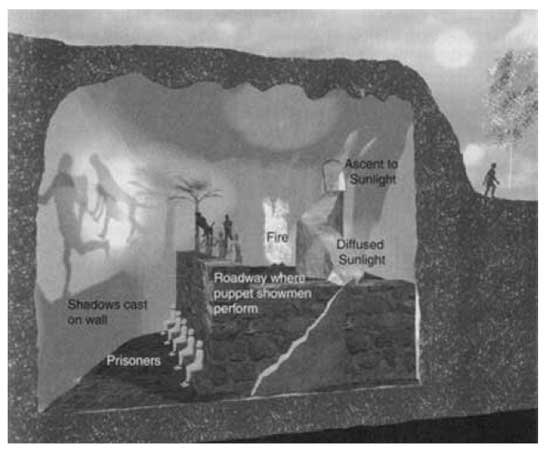 Ascent to
Sunlight
Fire
Diffused
Sunlight
Roadway where
puppet showmen
perform
Shadows cast
on wall
Prisoners